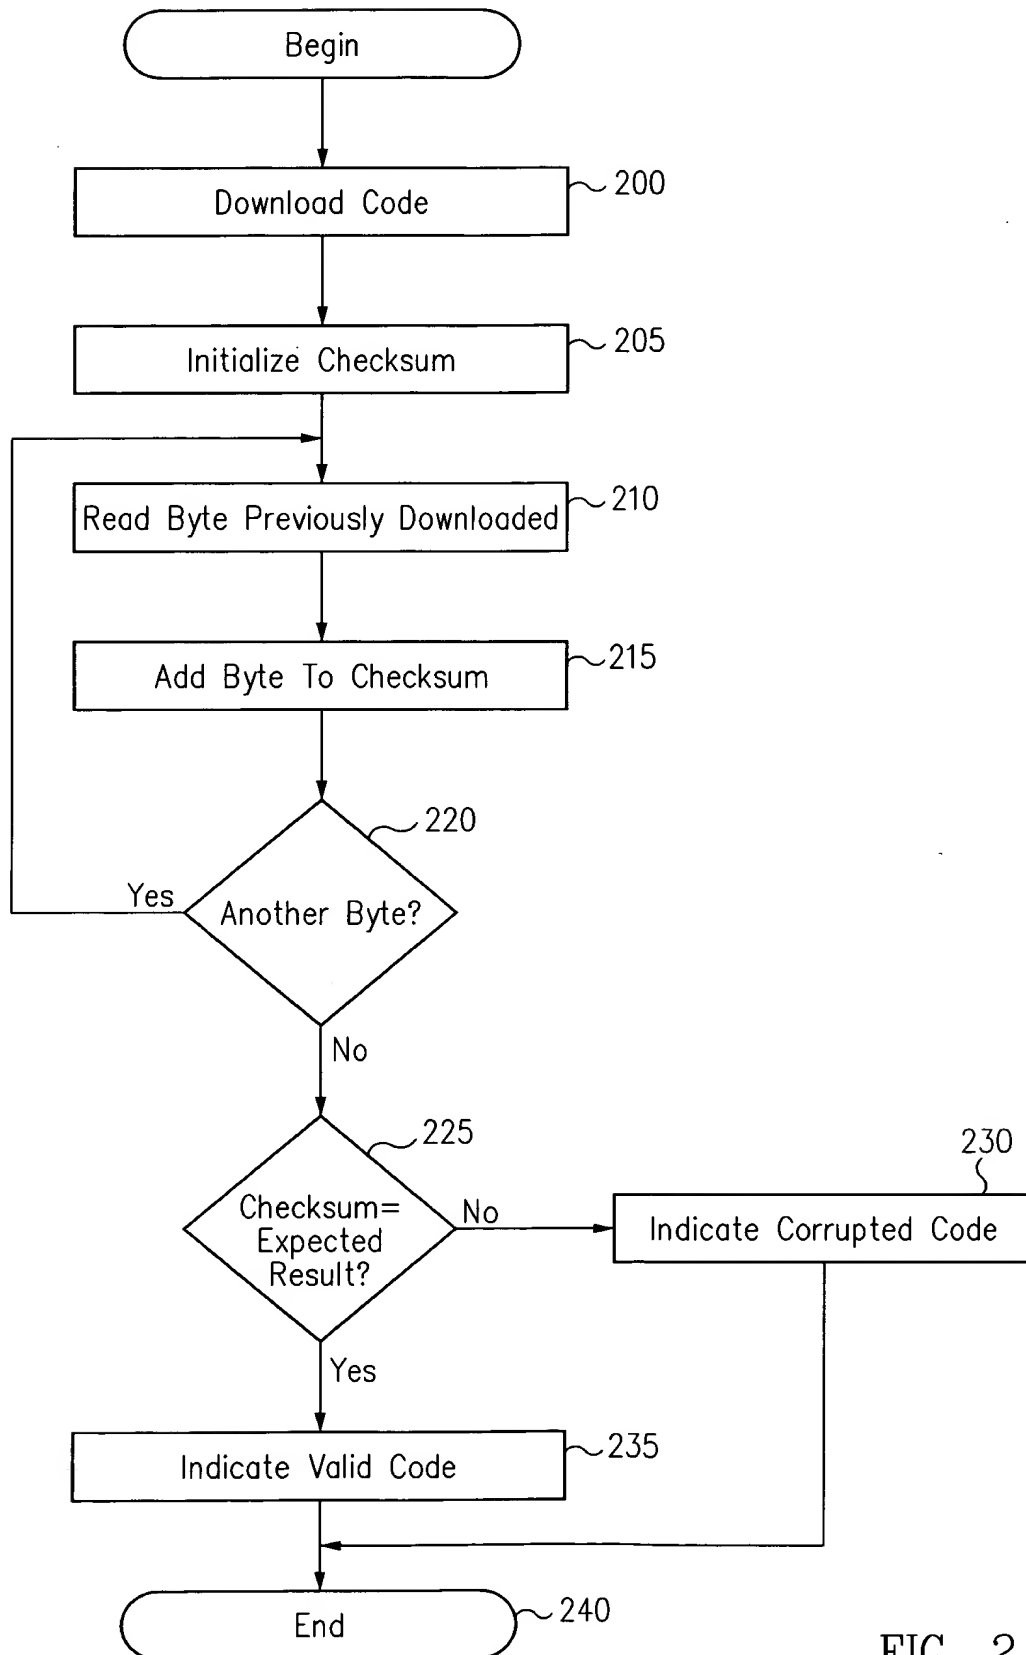 Begin
Download Code
200
Initialize Checksum
205
Read Byte Previously Downloaded
210
Add Byte To Checksum
215
220
Another Byte?
Yes
No
225
Checksum=
Expected
Result?
No
230
Indicate Corrupted Code
Yes
Indicate Valid Code
235
End
240
FIG. 2